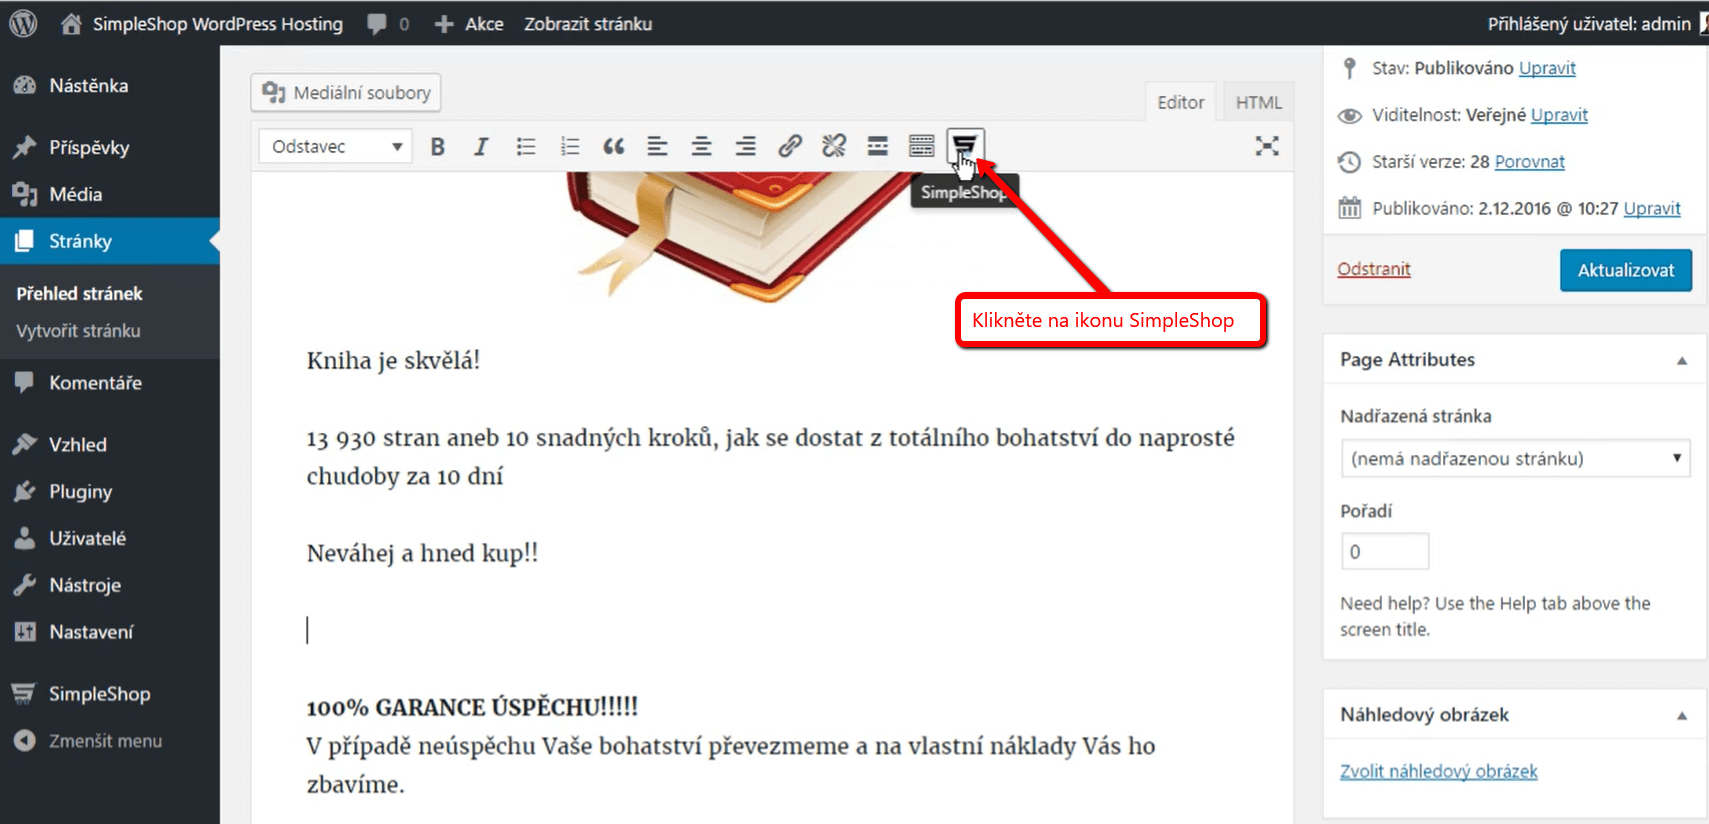 SimpleShop WordPress Hosting 0 Akce Zobrazit stránku Přihlášený uživatel: admin
Nástěnka
Příspěvky
Média
Stránky
Přehled stránek
Vytvořit stránku
Komentáře
Vzhled
Pluginy
Uživatelé
Nástroje
Nastavení
SimpleShop
Zmenšit menu
Mediální soubory
Editor HTML
Odstavec
SimpleShop
Klikněte na ikonu SimpleShop
Kniha je skvělá!
13 930 stran aneb 10 snadných kroků, jak se dostat z totálního bohatství do naprosté
chudoby za 10 dní
Neváhej a hned kup!!
100% GARANCE ÚSPĚCHU!!!!!
V případě neúspěchu Vaše bohatství převezmeme a na vlastní náklady Vás ho
zbavíme.
Stav: Publikováno Upravit
Viditelnost: Veřejné Upravit
Starší verze: 28 Porovnat
Publikováno: 2.12.2016 @ 10:27 Upravit
Odstranit Aktualizovat
Page Attributes
Nadřazená stránka
(nemá nadřazenou stránku)
Pořadí
0
Need help? Use the Help tab above the
screen title.
Náhledový obrázek
Zvolit náhledový obrázek